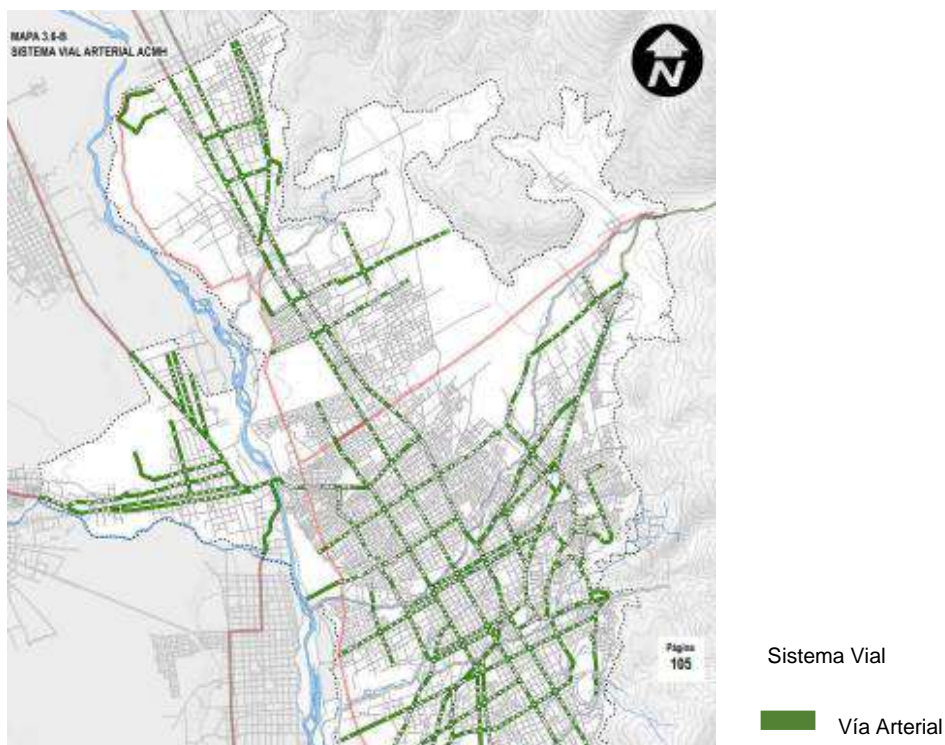 MAPA 3.6-B
SISTEMA VIAL ARTERIAL ACMH
N
Página
105
Sistema Vial
Vía Arterial